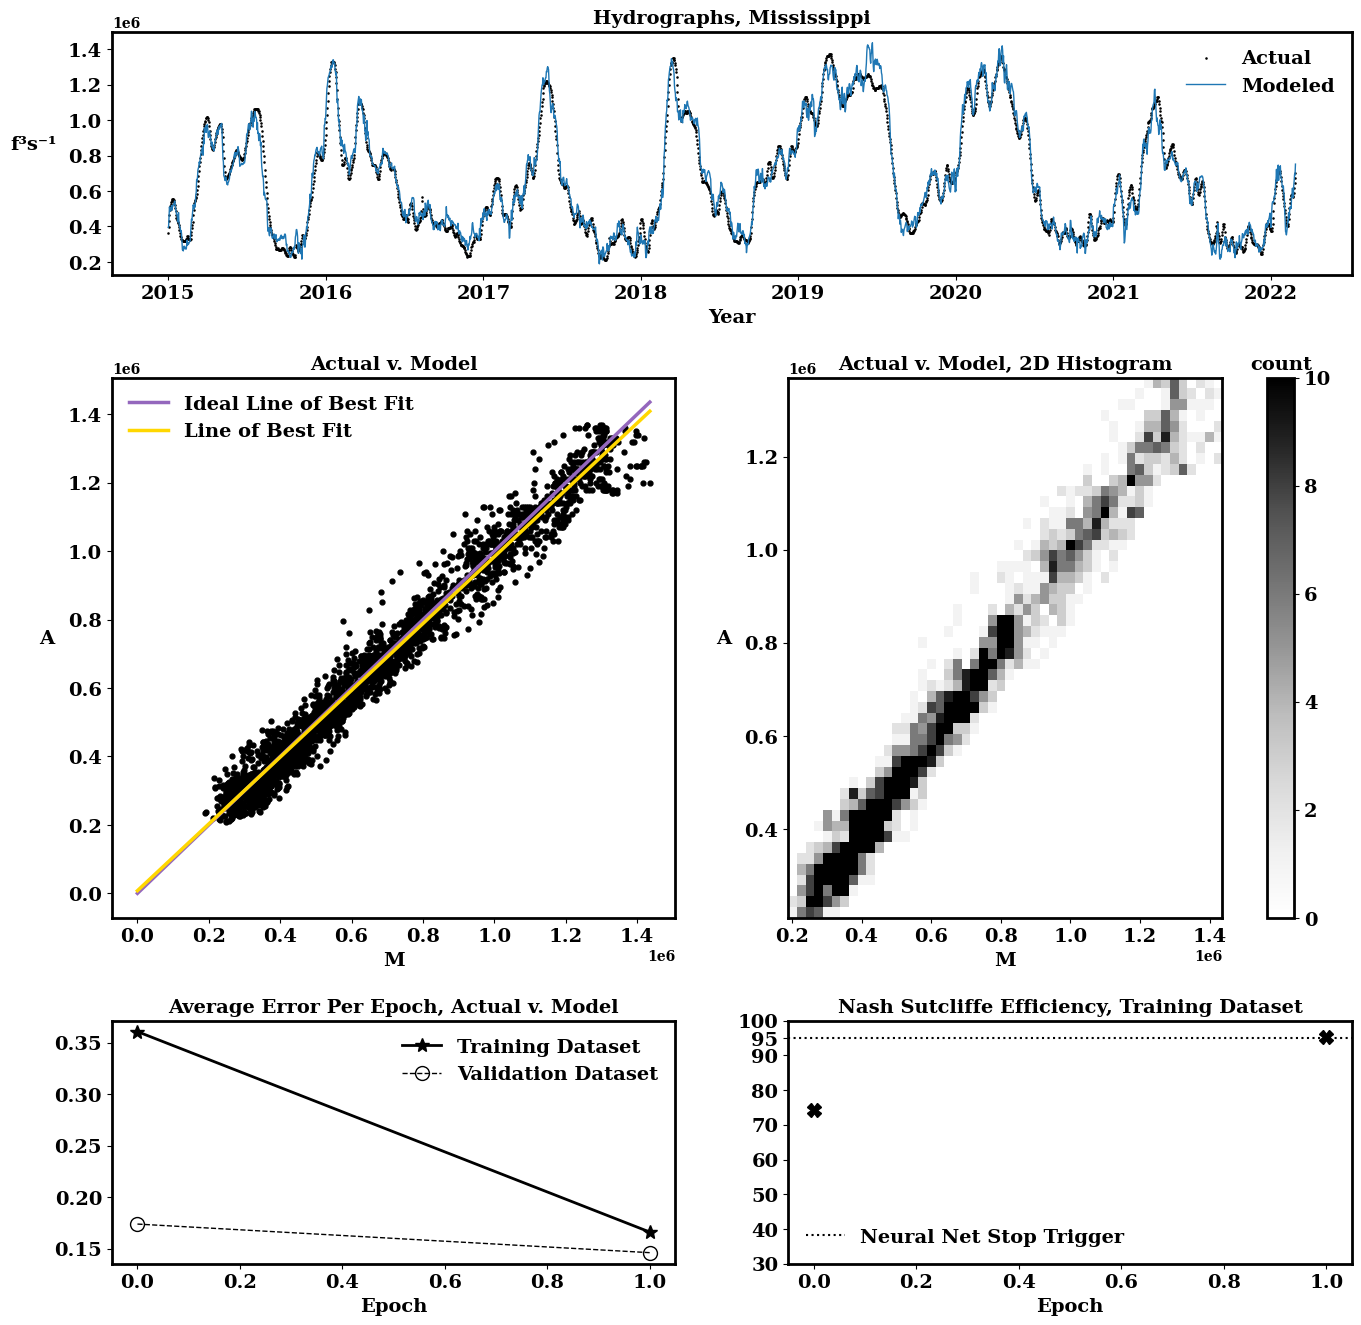 Hydrographs, Mississippi
1e6
1.4
1.2
1.0
0.8
0.6
0.4
0.2
f³s⁻¹
Actual
Modeled
2015 2016 2017 2018 2019 2020 2021 2022
Year
Actual v. Model
1e6
1.4
1.2
1.0
0.8
0.6
0.4
0.2
0.0
A
Ideal Line of Best Fit
Line of Best Fit
0.0 0.2 0.4 0.6 0.8 1.0 1.2 1.4
M
1e6
Actual v. Model, 2D Histogram
1e6
1.2
1.0
0.8
0.6
0.4
A
0.2 0.4 0.6 0.8 1.0 1.2 1.4
M
1e6
count
10
8
6
4
2
0
Average Error Per Epoch, Actual v. Model
0.35
0.30
0.25
0.20
0.15
Training Dataset
Validation Dataset
0.0 0.2 0.4 0.6 0.8 1.0
Epoch
Nash Sutcliffe Efficiency, Training Dataset
100
95
90
80
70
60
50
40
30
Neural Net Stop Trigger
0.0 0.2 0.4 0.6 0.8 1.0
Epoch